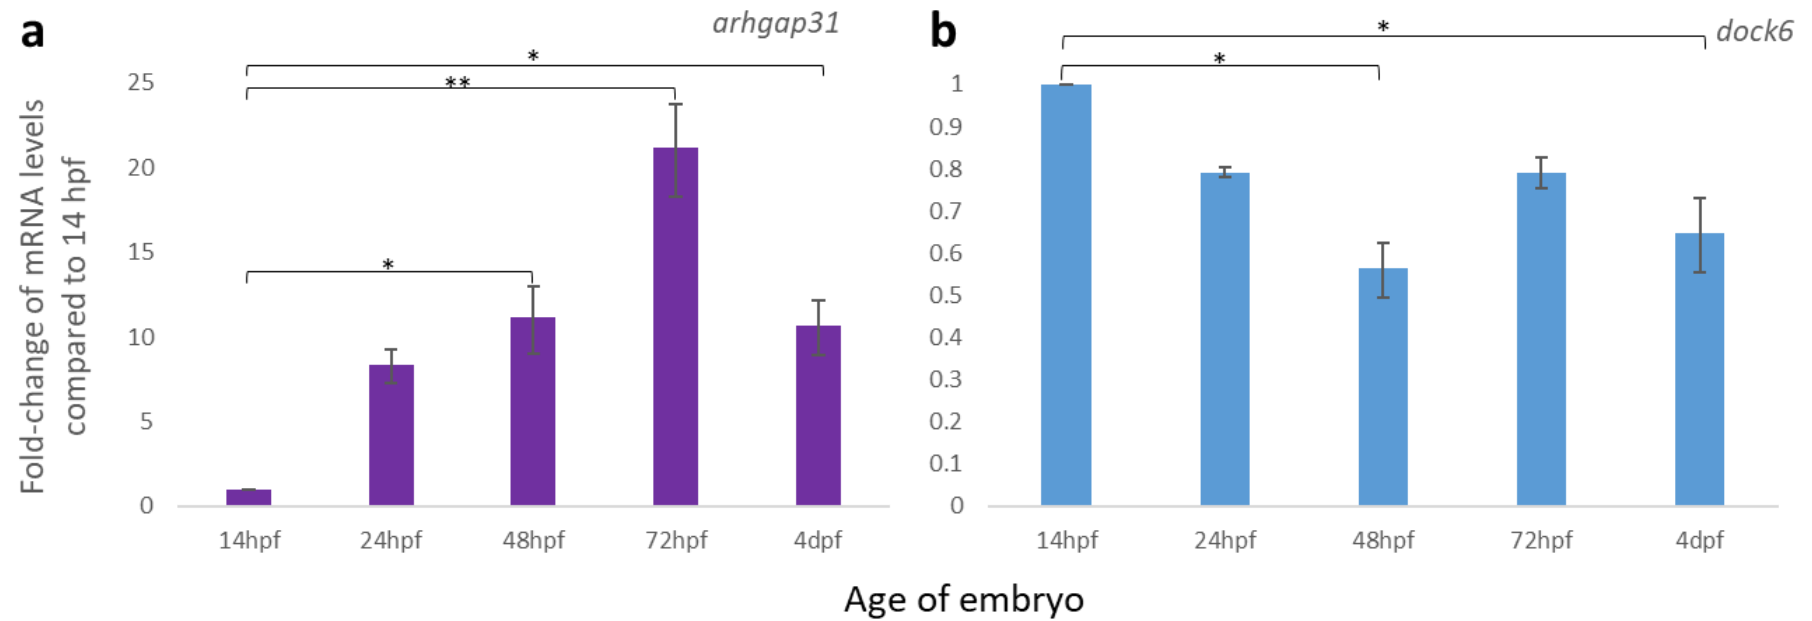 a
arhgap31
*
**
*
25
20
15
10
5
0
Fold-change of mRNA levels
compared to 14 hpf
14hpf 24hpf 48hpf 72hpf 4dpf
b
dock6
*
*
1
0.9
0.8
0.7
0.6
0.5
0.4
0.3
0.2
0.1
0
14hpf 24hpf 48hpf 72hpf 4dpf
Age of embryo